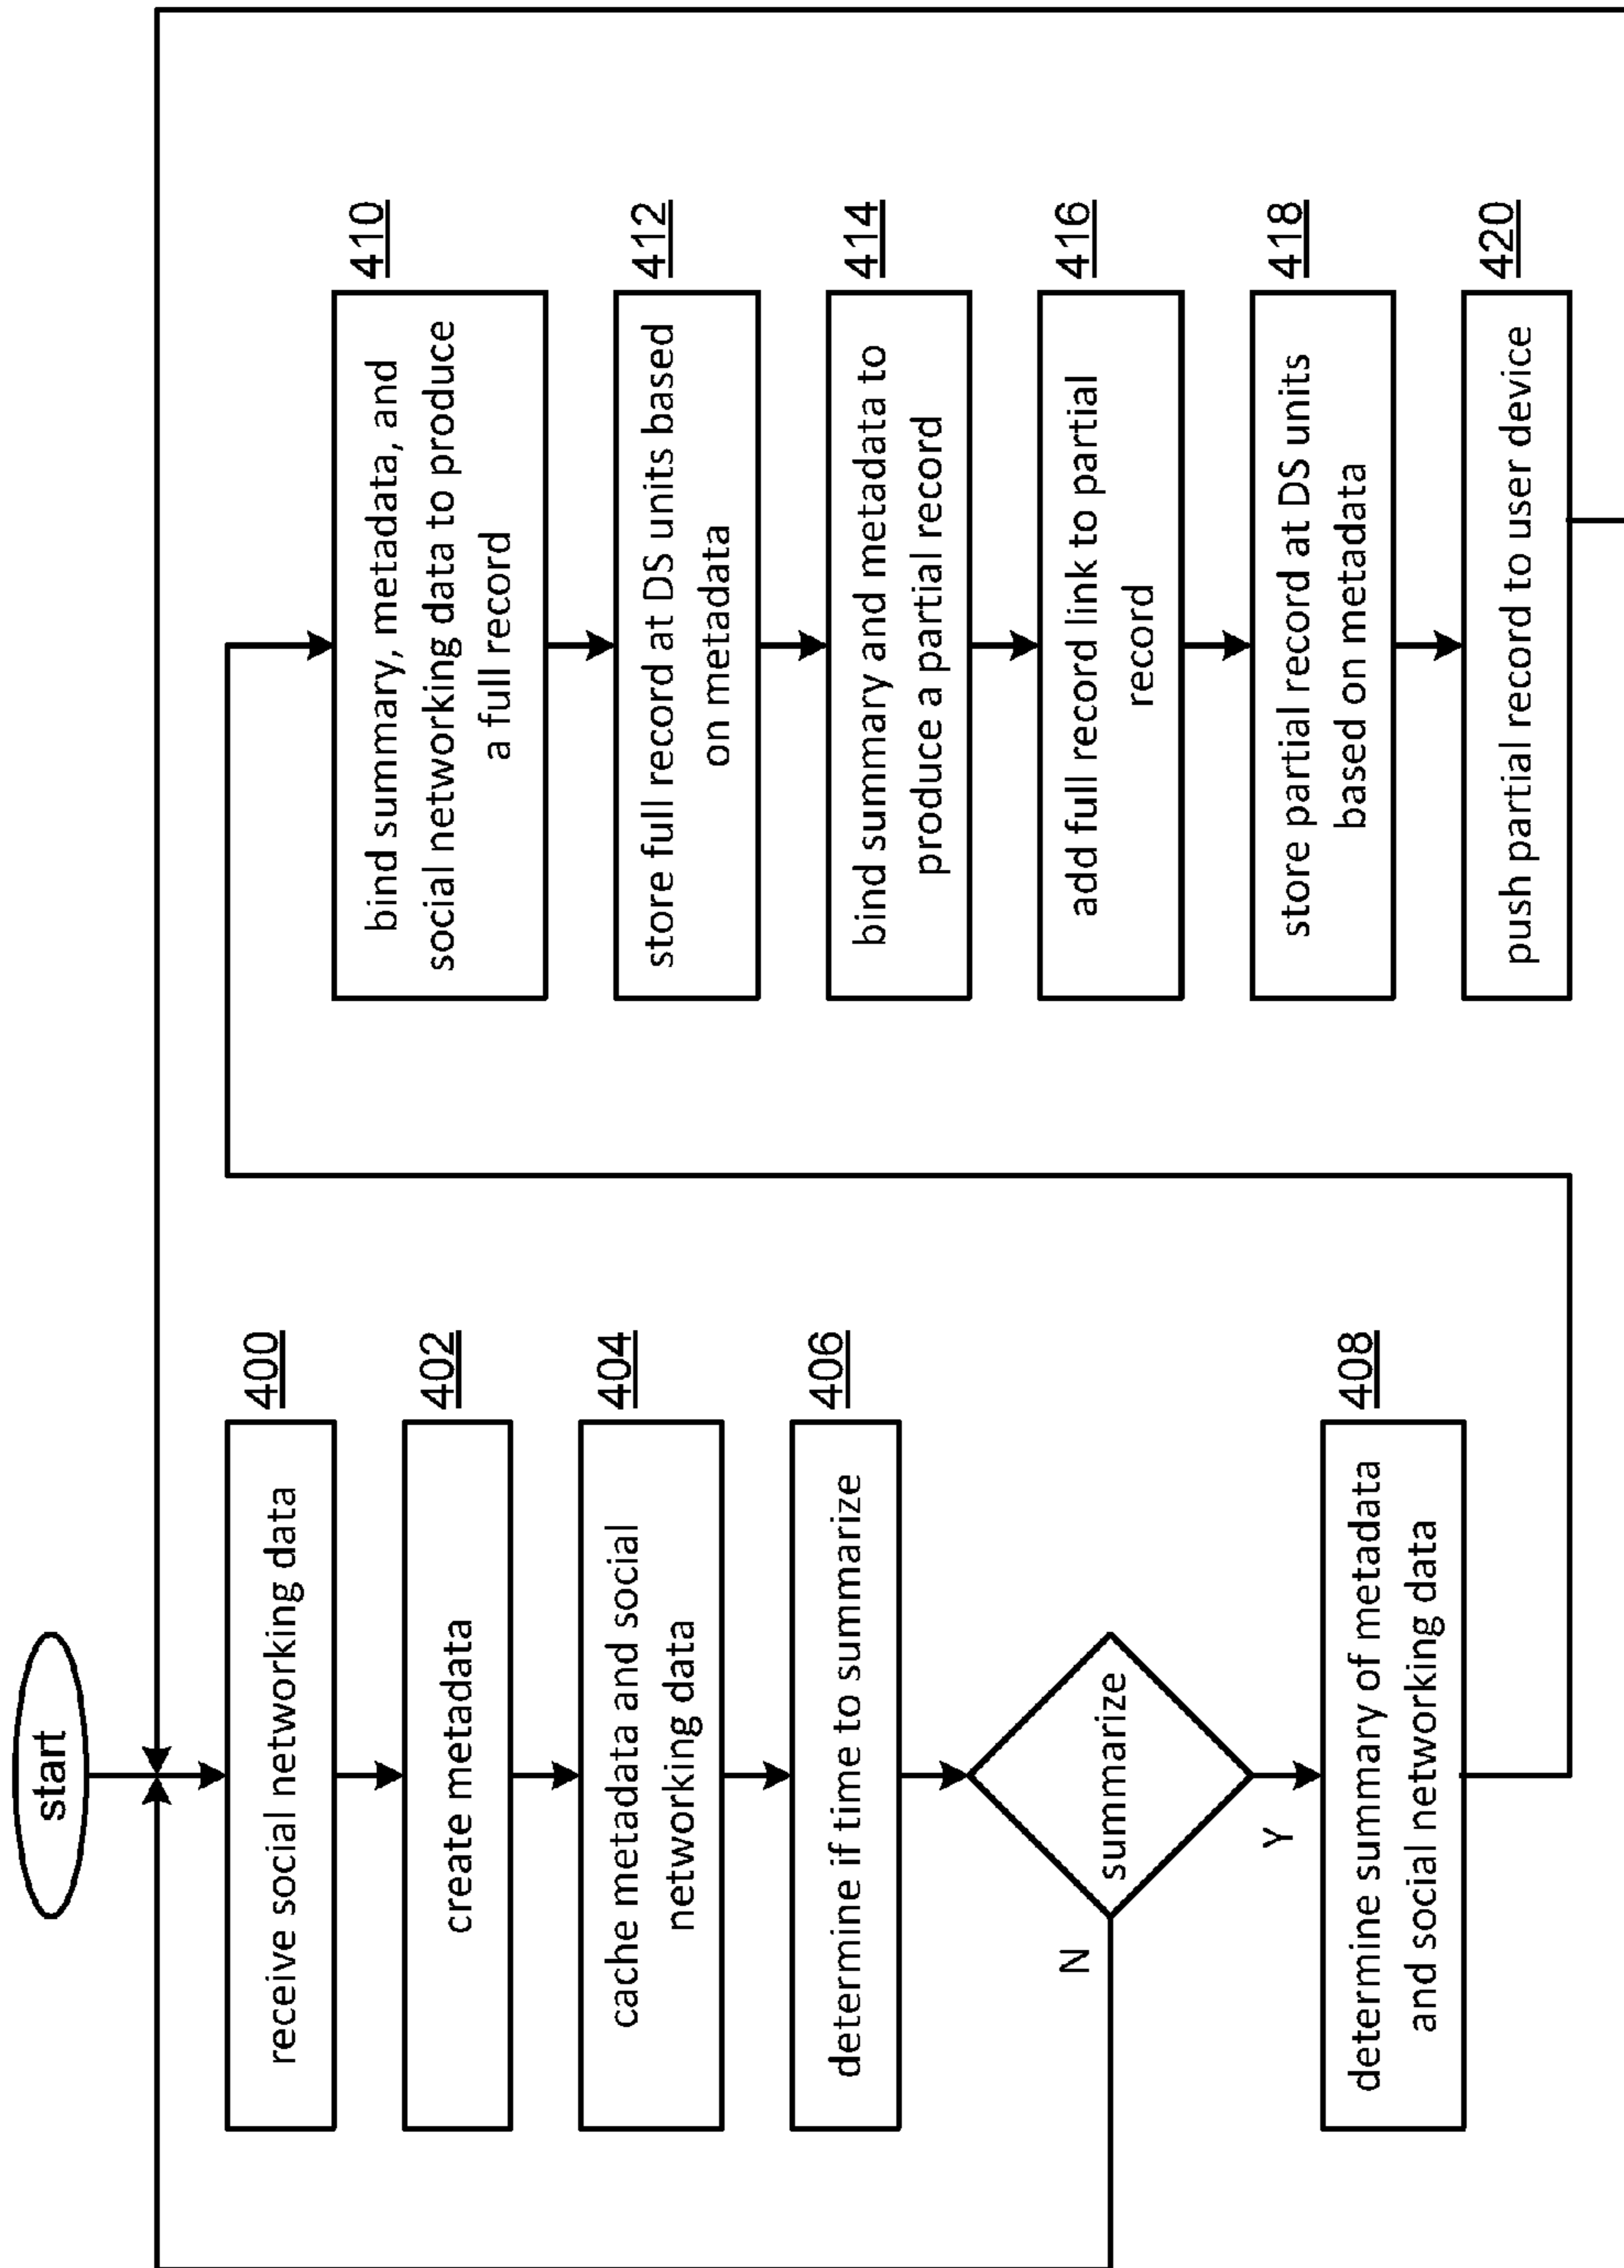 start
receive social networking data
400
create metadata
402
cache metadata and social
networking data
404
determine if time to summarize
406
summarize
N
Y
determine summary of metadata
and social networking data
408
bind summary, metadata, and
social networking data to produce
a full record
410
store full record at DS units based
on metadata
412
bind summary and metadata to
produce a partial record
414
add full record link to partial
record
416
store partial record at DS units
based on metadata
418
push partial record to user device
420